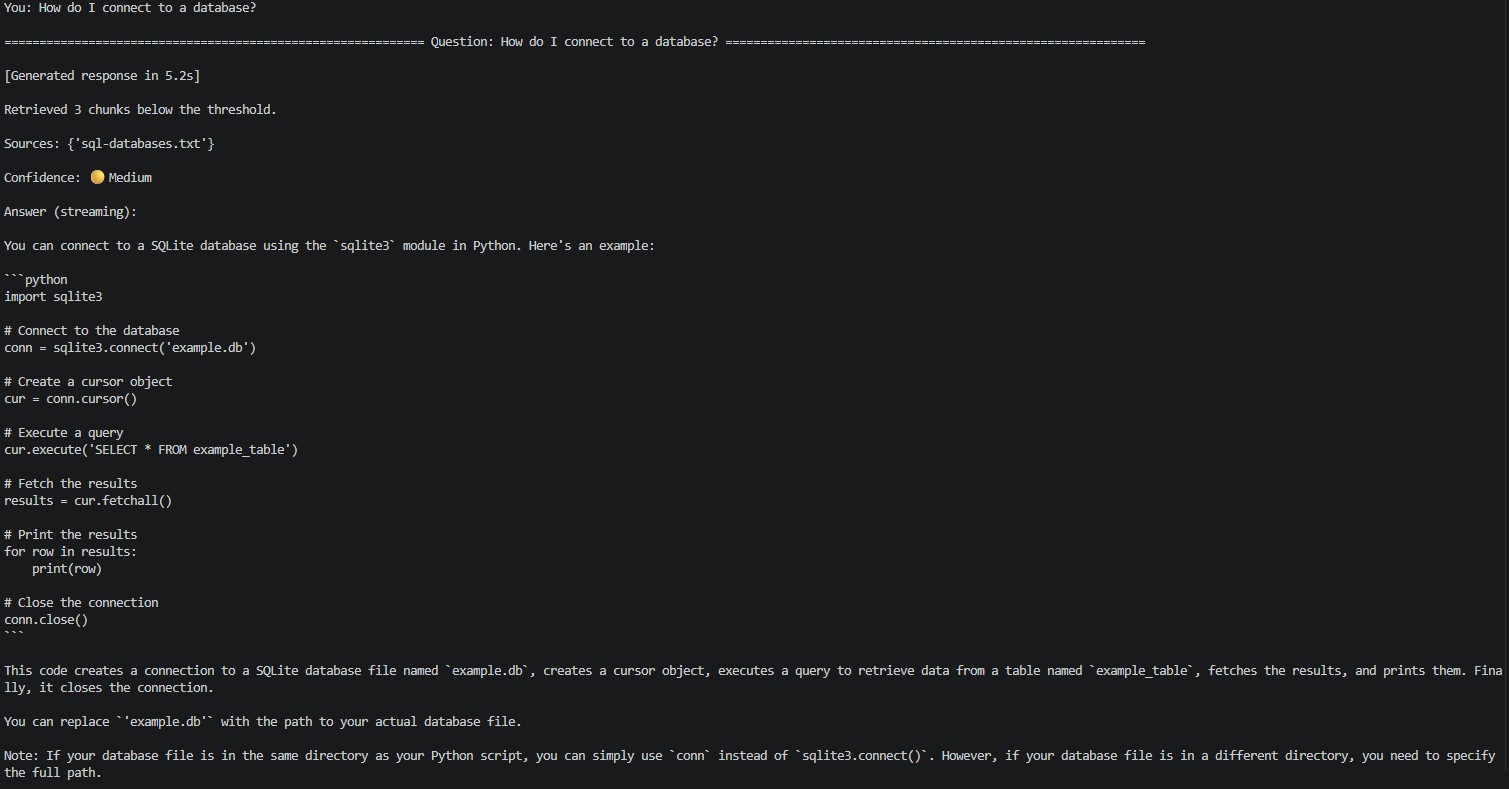 You: How do I connect to a database?
============================================================ Question: How do I connect to a database? ============================================================
[Generated response in 5.2s]
Retrieved 3 chunks below the threshold.
Sources: {'sql-databases.txt'}
Confidence: 🟡 Medium
Answer (streaming):
You can connect to a SQLite database using the `sqlite3` module in Python. Here's an example:
```python
import sqlite3
# Connect to the database
conn = sqlite3.connect('example.db')
# Create a cursor object
cur = conn.cursor()
# Execute a query
cur.execute('SELECT * FROM example_table')
# Fetch the results
results = cur.fetchall()
# Print the results
for row in results:
    print(row)
# Close the connection
conn.close()
```
This code creates a connection to a SQLite database file named `example.db`, creates a cursor object, executes a query to retrieve data from a table named `example_table`, fetches the results, and prints them. Fina
lly, it closes the connection.
You can replace `'example.db'` with the path to your actual database file.
Note: If your database file is in the same directory as your Python script, you can simply use `conn` instead of `sqlite3.connect()`. However, if your database file is in a different directory, you need to specify
the full path.